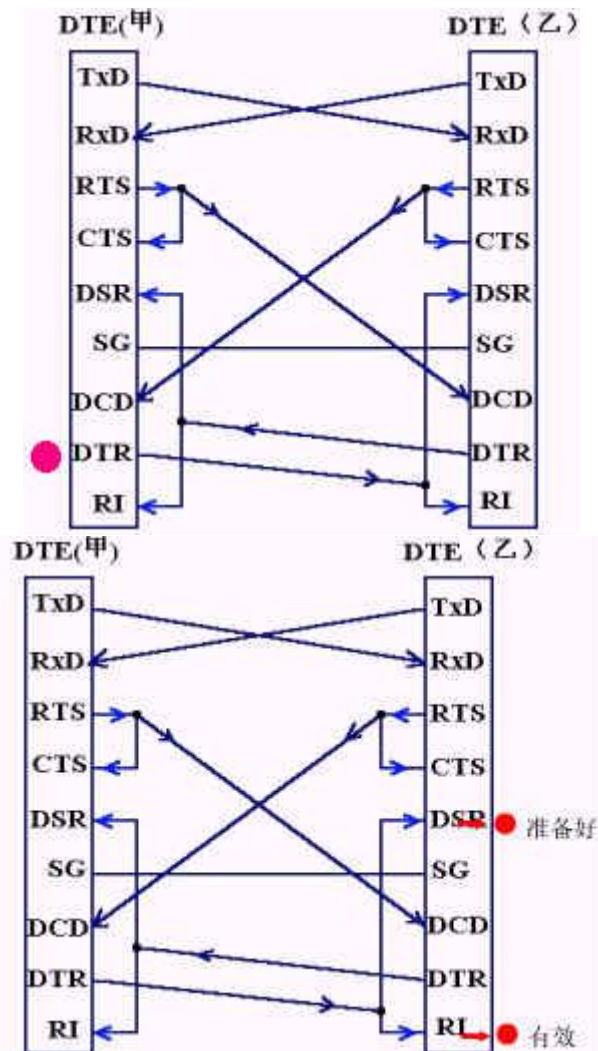 DTE(甲) DTE（乙）
TxD TxD
RxD RxD
RTS RTS
CTS CTS
DSR DSR
SG SG
DCD DCD
DTR DTR
RI RI
DTE(甲) DTE（乙）
TxD TxD
RxD RxD
RTS RTS
CTS CTS
DSR DSR 准备好
SG SG
DCD DCD
DTR DTR
RI RI 有效